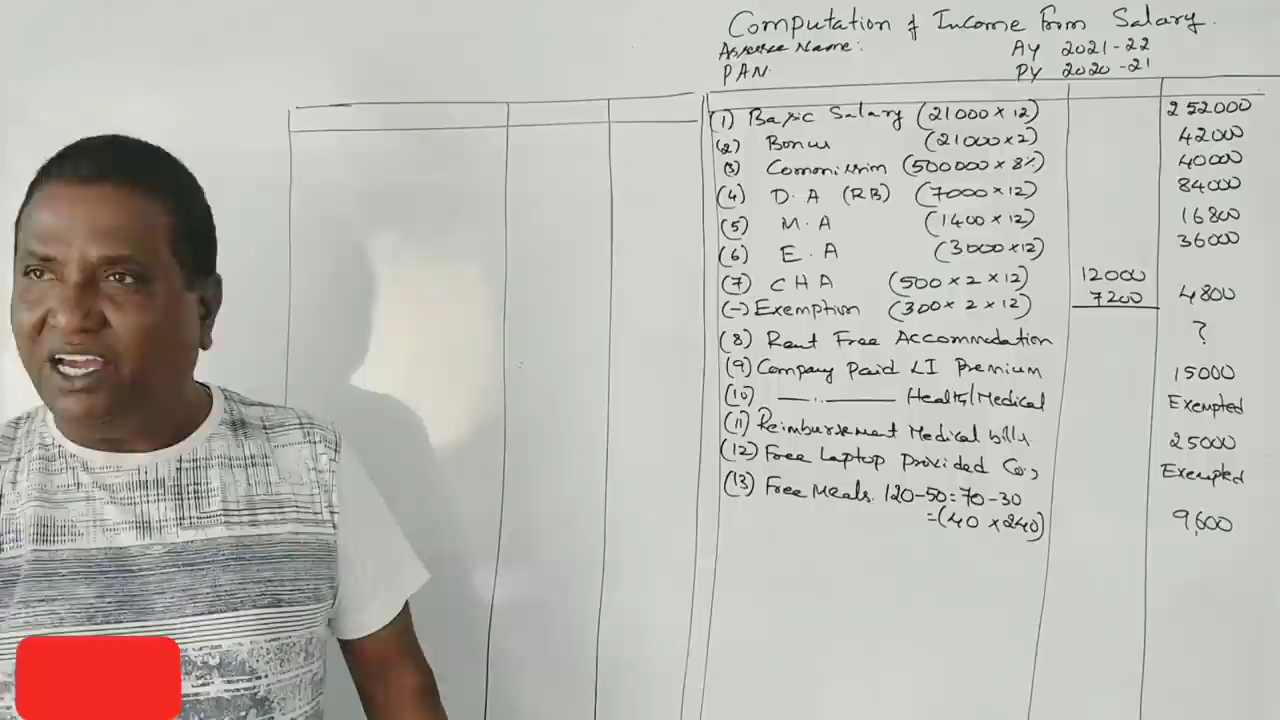 Computation of Income From Salary.
Assessee Name:
AY 2021-22
PAN.
PY 2020-21
(1) Basic Salary (21000 × 12) 252000
(2) Bonus (21000 × 2) 42000
(3) Commission (500000 × 8%) 40000
(4) D.A (RB) (7000 × 12) 84000
(5) M.A (1400 × 12) 16800
(6) E.A (3000 × 12) 36000
(7) CHA (500 × 2 × 12) 12000
(-) Exemption (300 × 2 × 12) 7200 4800
(8) Rent Free Accommodation ?
(9) Company Paid LI Premium 15000
(10) —— „ —— Health/Medical Exempted
(11) Reimbursement Medical bills. 25000
(12) Free Laptop Provided Co., Exempted
(13) Free Meals. 120-50=70-30
=(40 × 240) 9,600